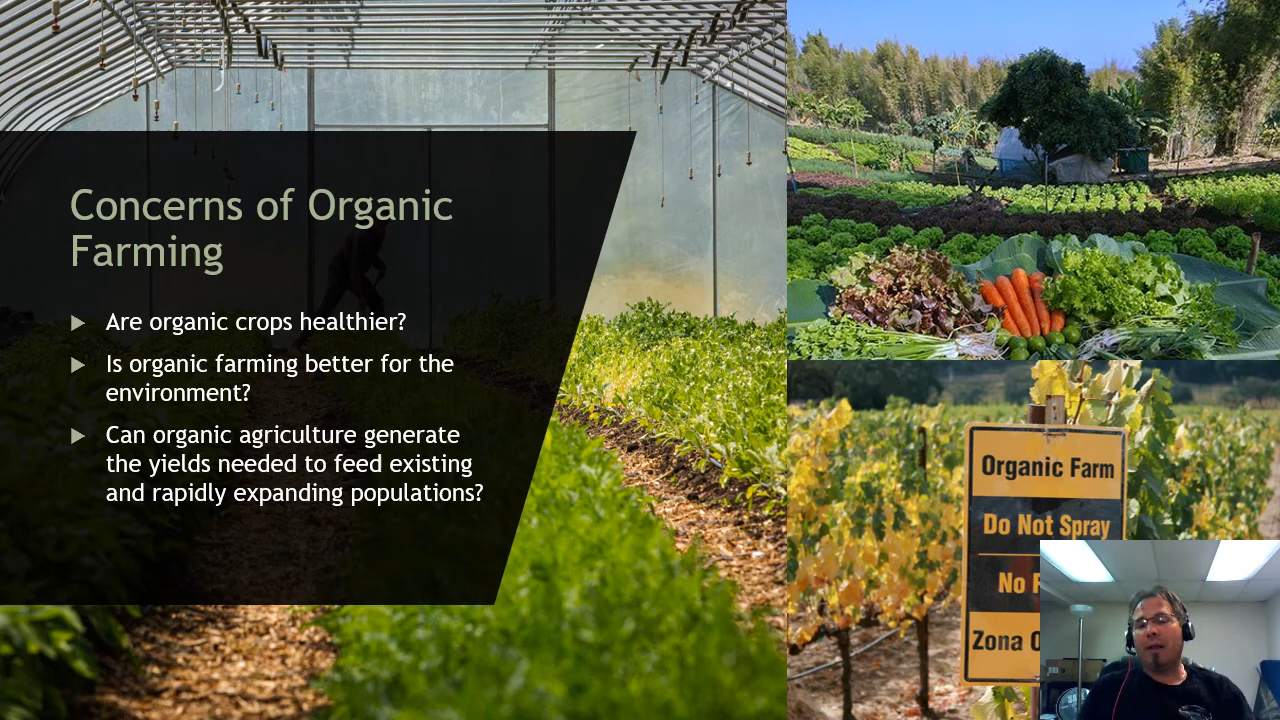 Concerns of Organic
Farming
Are organic crops healthier?
Is organic farming better for the
environment?
Can organic agriculture generate
the yields needed to feed existing
and rapidly expanding populations?
Organic Farm
Do Not Spray
No
Zona